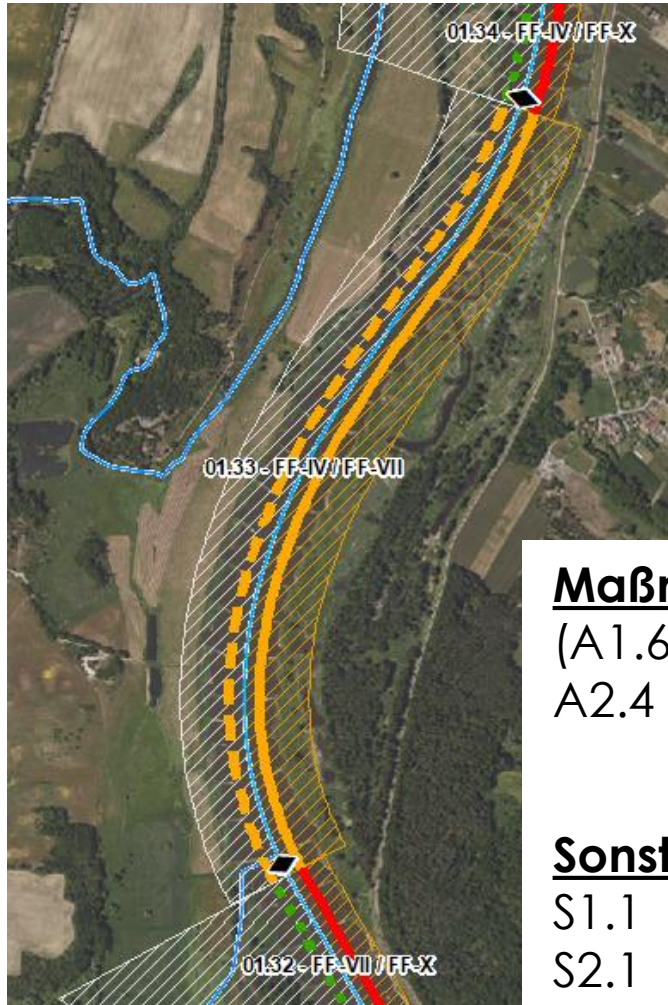 01.34 - FF-IV / FF-X
01.33 - FF-IV / FF-VII
01.32 - FF-VII / FF-X
Maßn
(A1.6
A2.4
Sonst
S1.1
S2.1